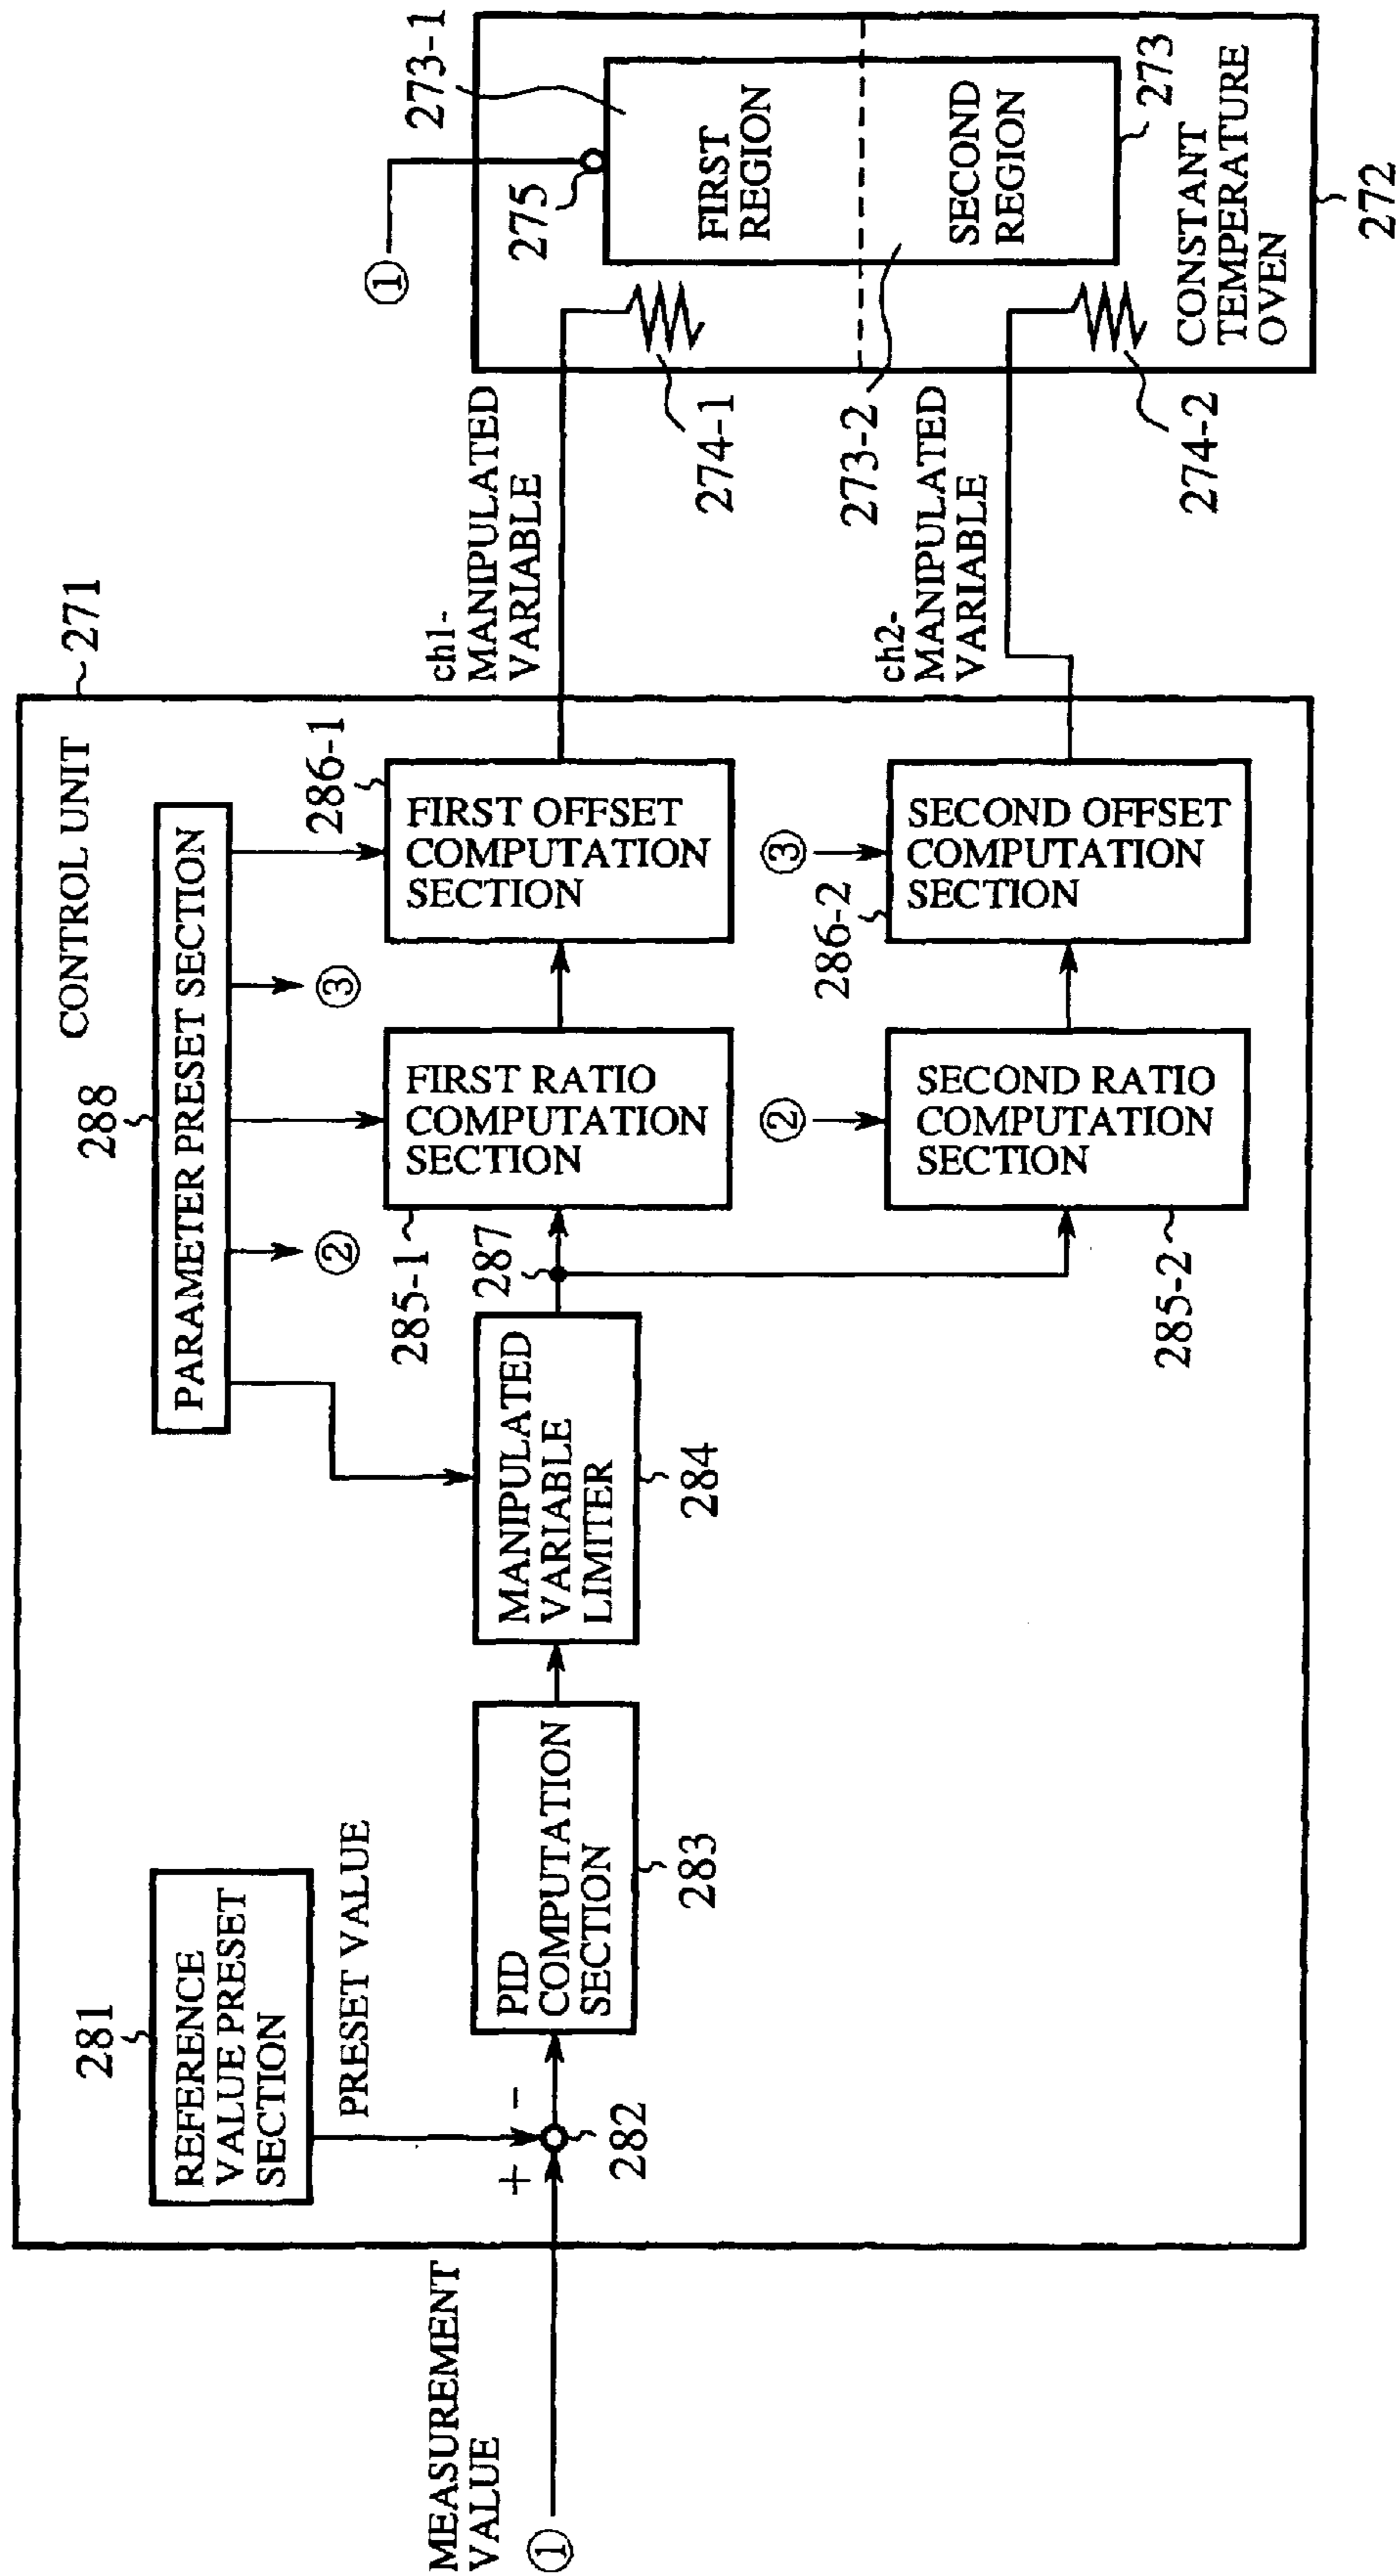 MEASUREMENT
VALUE
①
281
REFERENCE
VALUE PRESET
SECTION
PRESET VALUE
+
-
282
PID
COMPUTATION
SECTION
283
MANIPULATED
VARIABLE
LIMITER
284
CONTROL UNIT
271
288
PARAMETER PRESET SECTION
②
③
287
285-1
FIRST RATIO
COMPUTATION
SECTION
286-1
FIRST OFFSET
COMPUTATION
SECTION
②
SECOND RATIO
COMPUTATION
SECTION
285-2
③
286-2
SECOND OFFSET
COMPUTATION
SECTION
ch1-
MANIPULATED
VARIABLE
ch2-
MANIPULATED
VARIABLE
①
275
273-1
FIRST
REGION
274-1
273-2
SECOND
REGION
273
274-2
CONSTANT
TEMPERATURE
OVEN
272